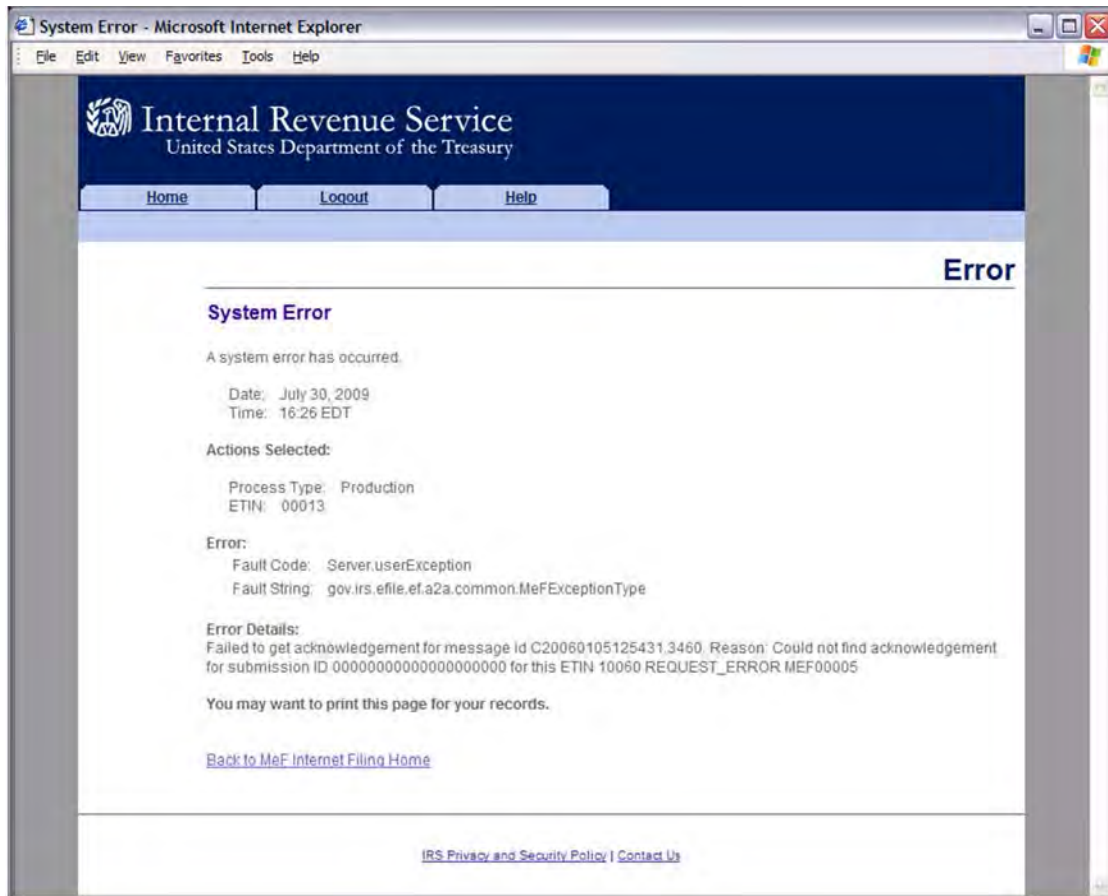 System Error - Microsoft Internet Explorer
File Edit View Favorites Tools Help
Internal Revenue Service
United States Department of the Treasury
Home Logout Help
Error
System Error
A system error has occurred.
Date: July 30, 2009
Time: 16:26 EDT
Actions Selected:
Process Type: Production
ETIN: 00013
Error:
Fault Code: Server.userException
Fault String: gov.irs.efile.ef.a2a.common.MeFExceptionType
Error Details:
Failed to get acknowledgement for message id C20060105125431.3460. Reason: Could not find acknowledgement
for submission ID 00000000000000000000 for this ETIN 10060 REQUEST_ERROR MEF00005
You may want to print this page for your records.
Back to MeF Internet Filing Home
IRS Privacy and Security Policy | Contact Us